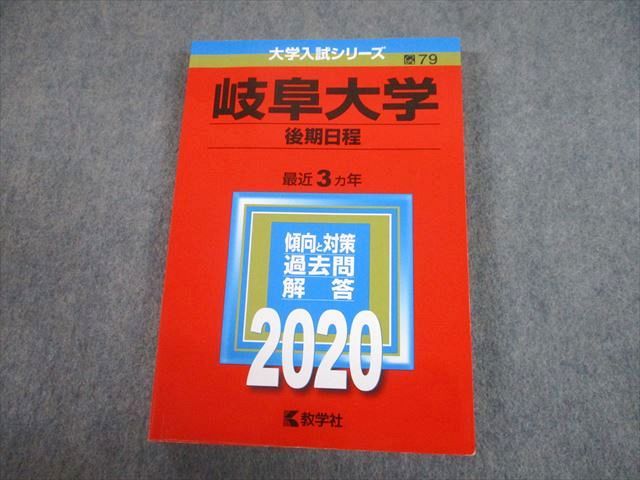 大学入試シリーズ
79
岐阜大学
後期日程
最近3ヵ年
傾向と対策
過去問
解答
2020
教学社